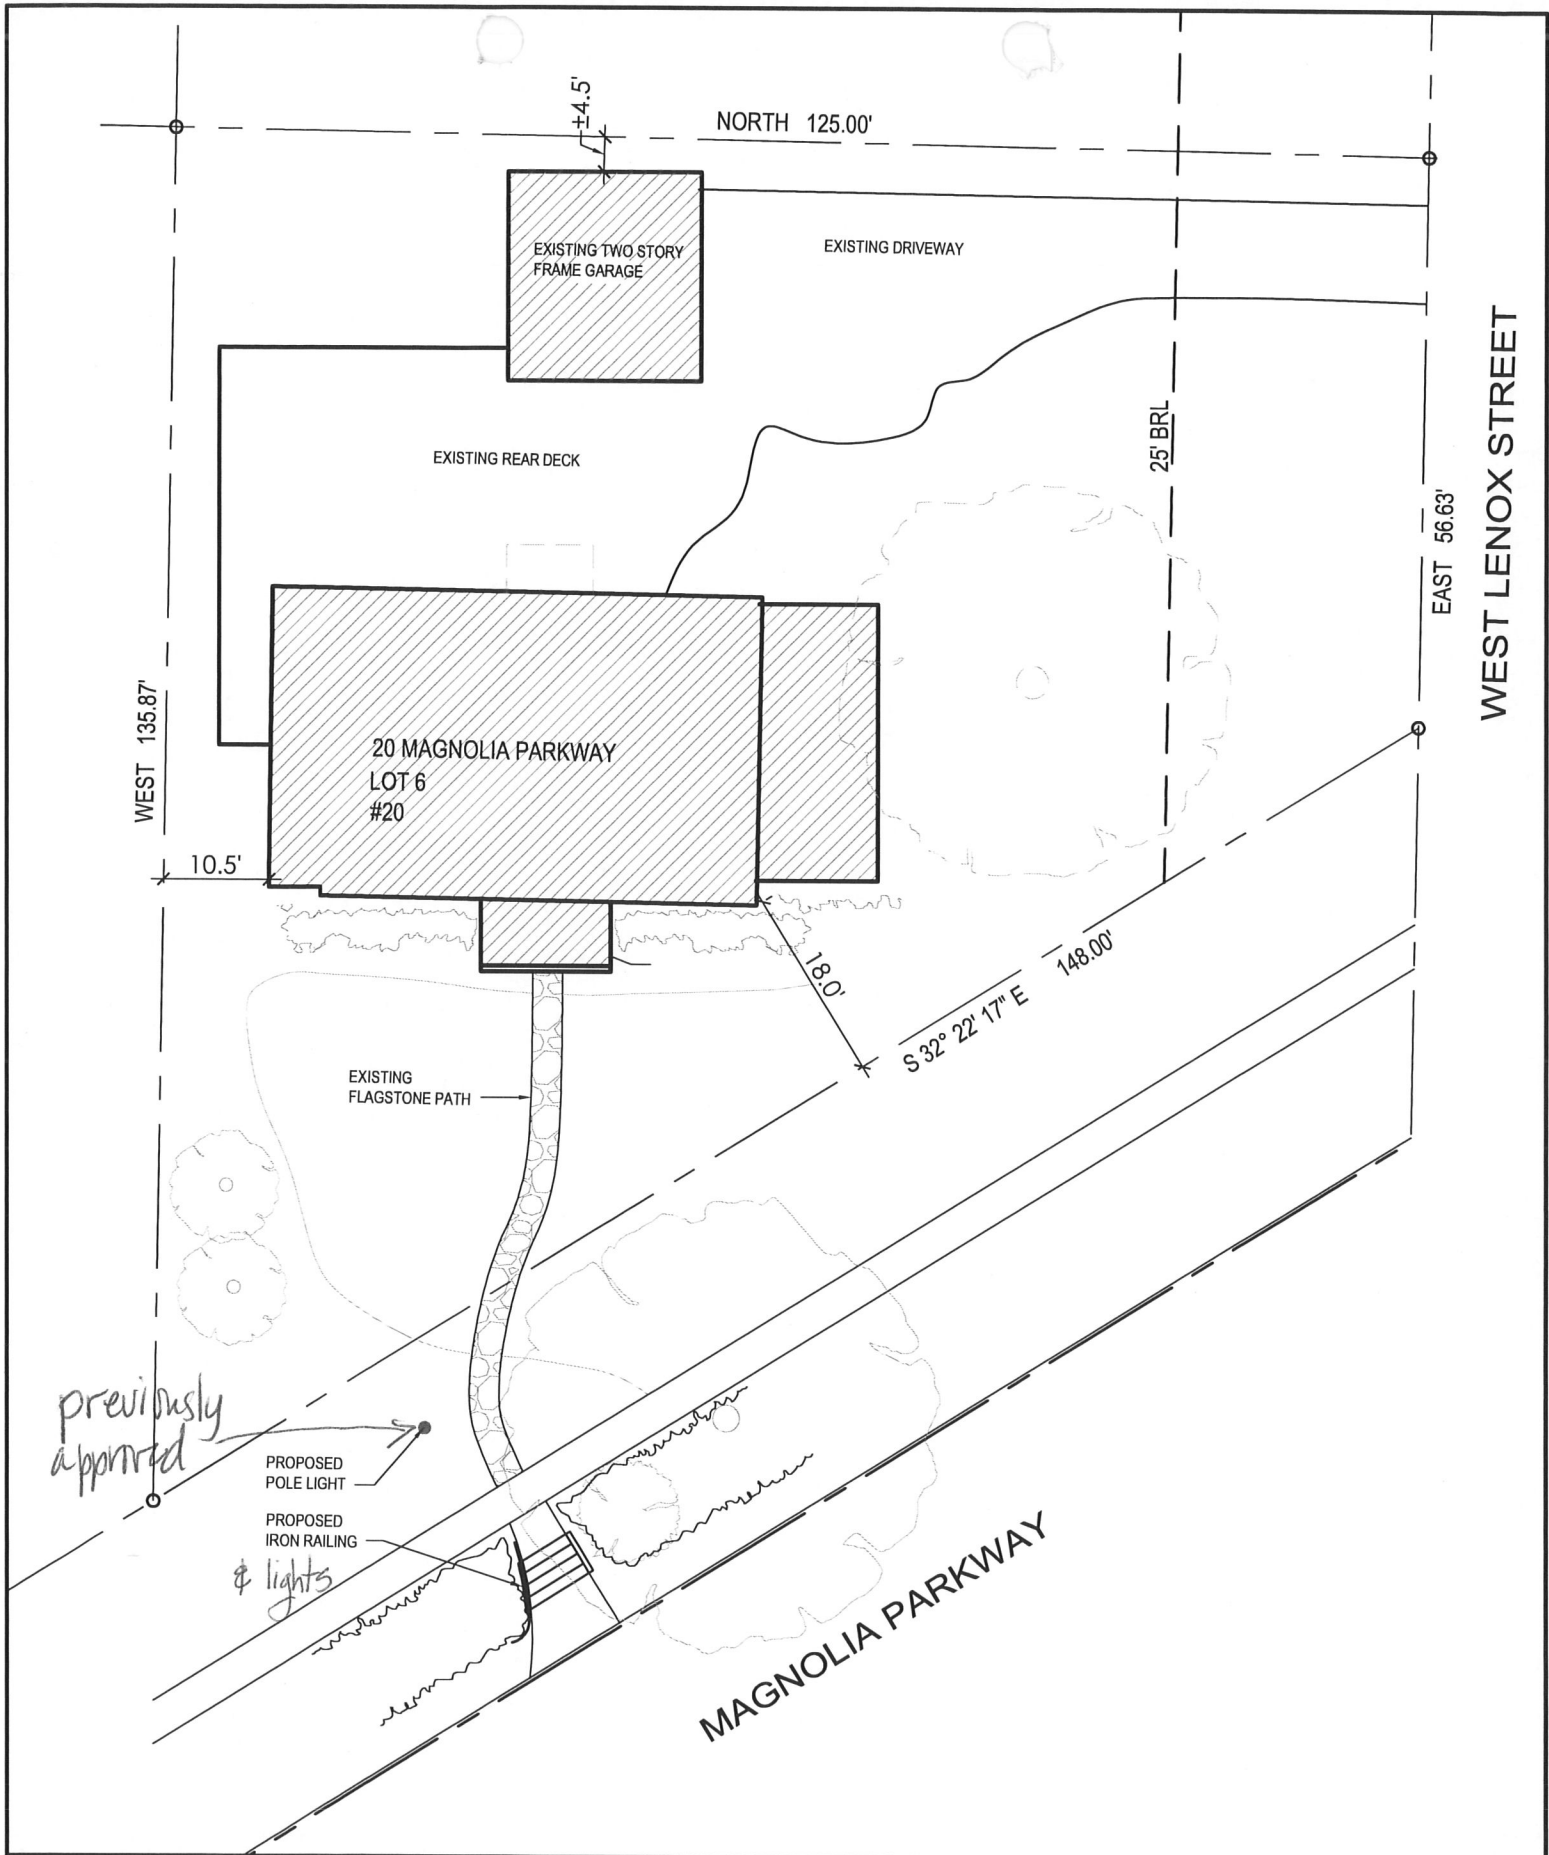 ±4.5'
NORTH 125.00'
EXISTING TWO STORY
FRAME GARAGE
EXISTING DRIVEWAY
WEST LENOX STREET
25' BRL
EXISTING REAR DECK
EAST 56.63'
WEST 135.87'
20 MAGNOLIA PARKWAY
LOT 6
#20
10.5'
18.0'
S 32° 22' 17" E 148.00'
EXISTING
FLAGSTONE PATH
previously
approved
PROPOSED
POLE LIGHT
PROPOSED
IRON RAILING
& lights
MAGNOLIA PARKWAY